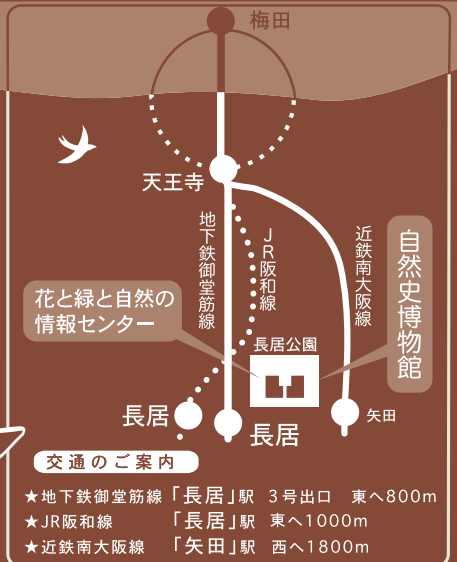 梅田
天王寺
地下鉄御堂筋線
JR阪和線
近鉄南大阪線
自然史博物館
花と緑と自然の
情報センター
長居公園
長居
長居
矢田
交通のご案内
★地下鉄御堂筋線「長居」駅 3号出口 東へ800m
★JR阪和線 「長居」駅 東へ1000m
★近鉄南大阪線 「矢田」駅 西へ1800m